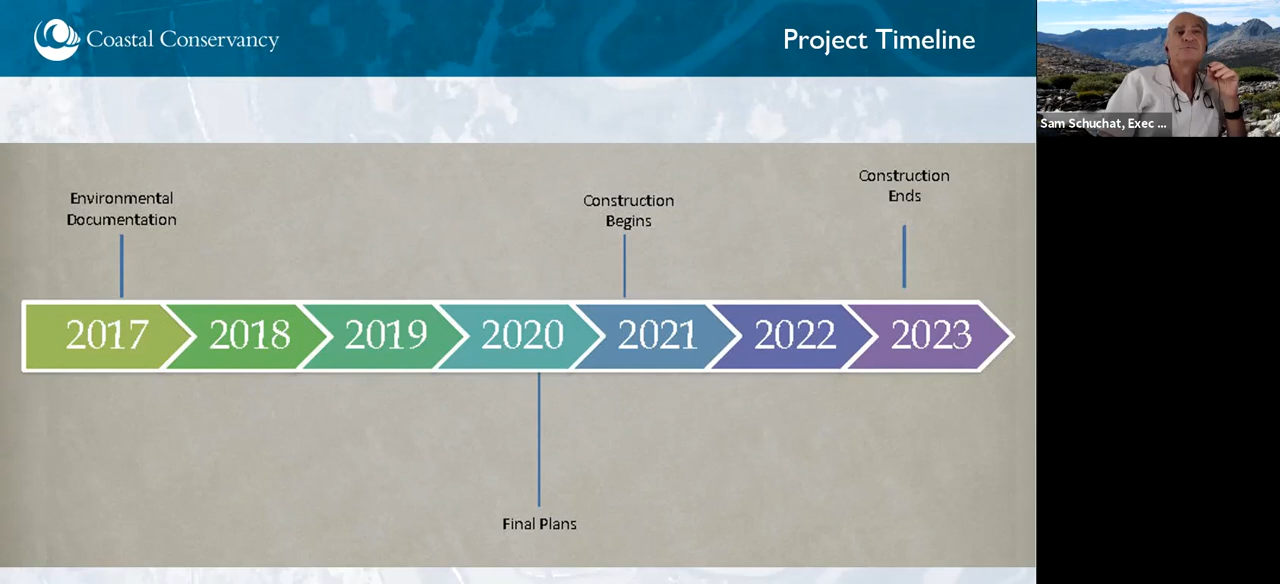 Coastal Conservancy
Project Timeline
Sam Schuchat, Exec ...
Environmental
Documentation
Construction
Begins
Construction
Ends
2017
2018
2019
2020
2021
2022
2023
Final Plans